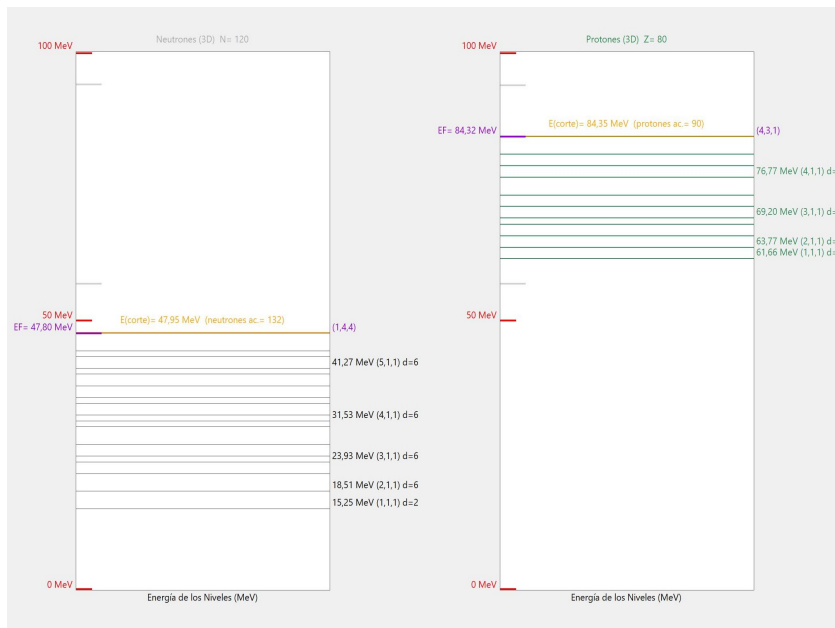 Neutrones (3D) N= 120
100 MeV
50 MeV
EF= 47,80 MeV
E(corte)= 47,95 MeV (neutrones ac.= 132)
(1,4,4)
41,27 MeV (5,1,1) d=6
31,53 MeV (4,1,1) d=6
23,93 MeV (3,1,1) d=6
18,51 MeV (2,1,1) d=6
15,25 MeV (1,1,1) d=2
0 MeV
Energía de los Niveles (MeV)
Protones (3D) Z= 80
100 MeV
EF= 84,32 MeV
E(corte)= 84,35 MeV (protones ac.= 90)
(4,3,1)
76,77 MeV (4,1,1) d=
69,20 MeV (3,1,1) d=
63,77 MeV (2,1,1) d=
61,66 MeV (1,1,1) d=
50 MeV
0 MeV
Energía de los Niveles (MeV)